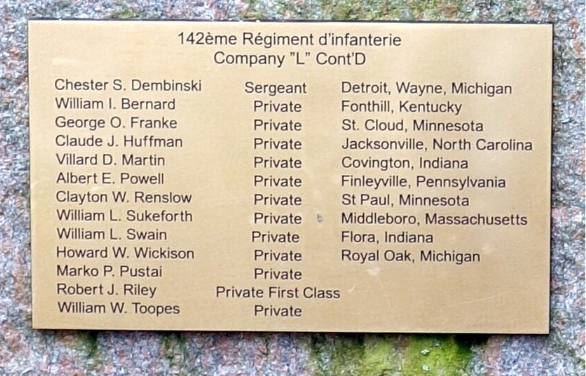 142ème Régiment d'infanterie
Company "L" Cont'D
Chester S. Dembinski Sergeant Detroit, Wayne, Michigan
William I. Bernard Private Fonthill, Kentucky
George O. Franke Private St. Cloud, Minnesota
Claude J. Huffman Private Jacksonville, North Carolina
Villard D. Martin Private Covington, Indiana
Albert E. Powell Private Finleyville, Pennsylvania
Clayton W. Renslow Private St Paul, Minnesota
William L. Sukeforth Private Middleboro, Massachusetts
William L. Swain Private Flora, Indiana
Howard W. Wickison Private Royal Oak, Michigan
Marko P. Pustai Private
Robert J. Riley Private First Class
William W. Toopes Private